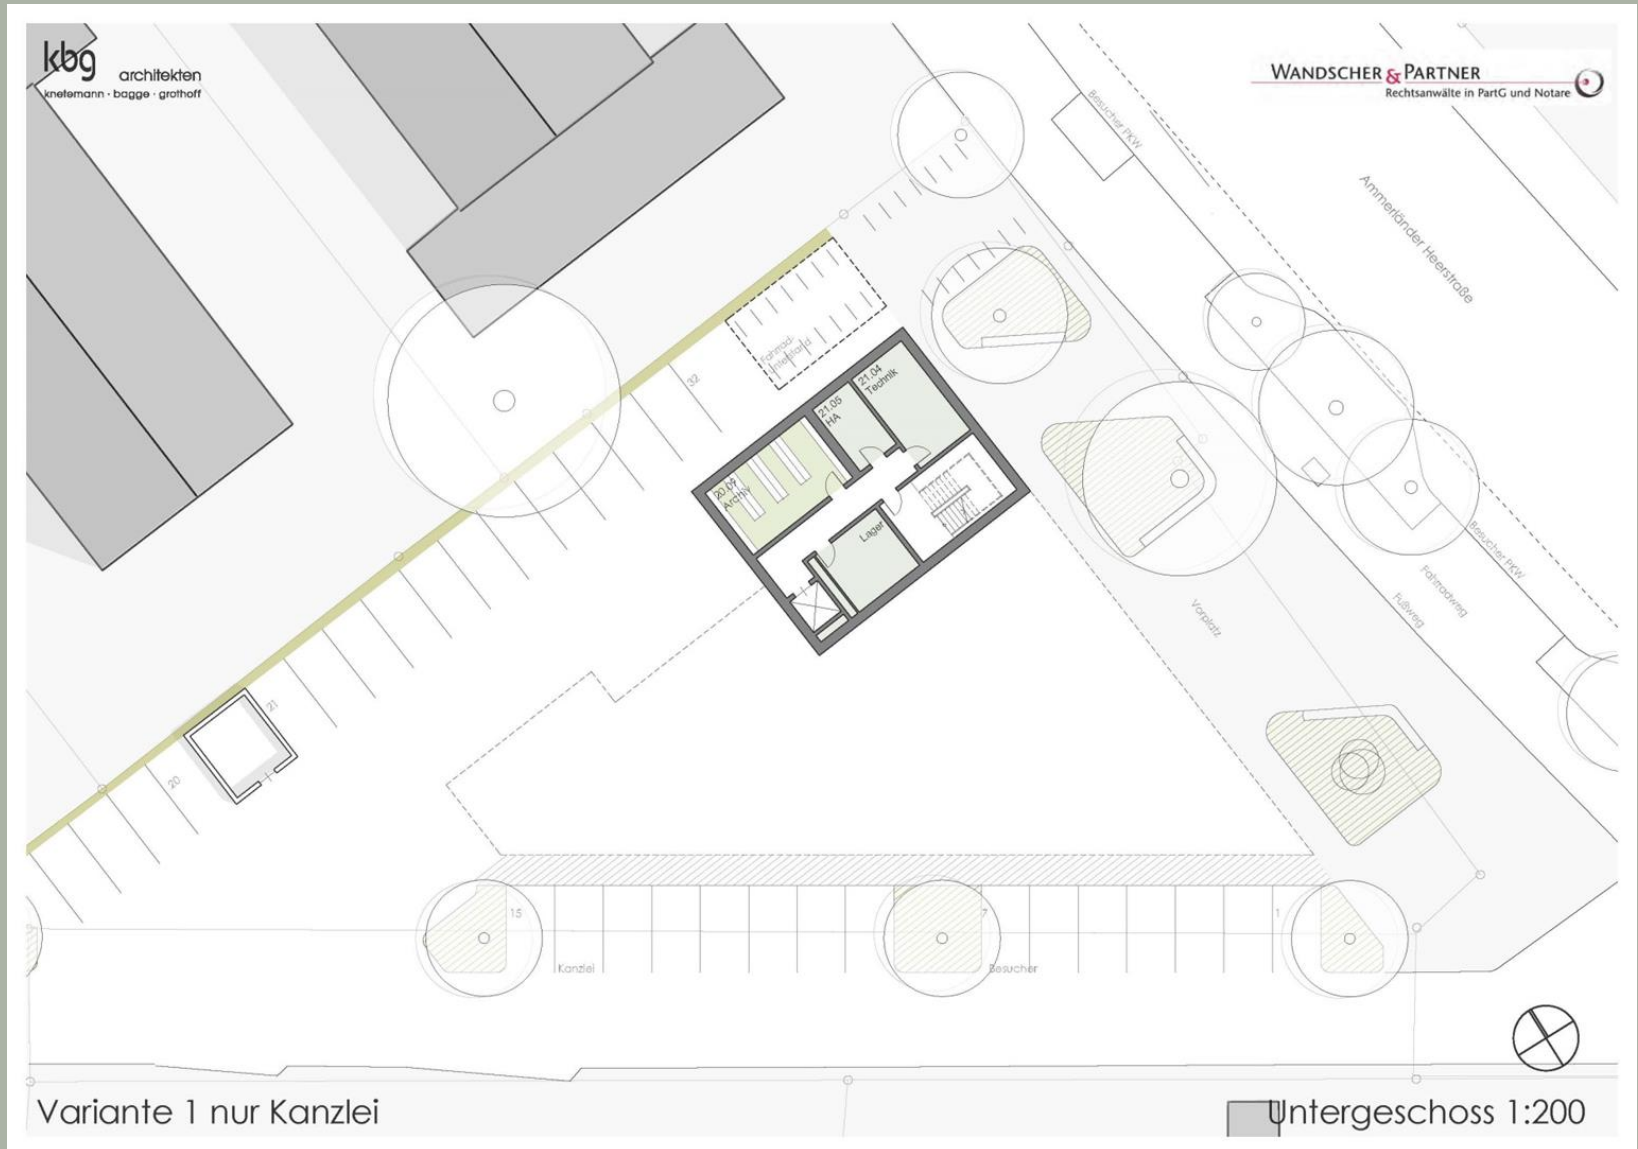 kbg architekten
knetemann · bagge · grothoff
WANDSCHER & PARTNER
Rechtsanwälte in PartG und Notare
Besucher PKW
Ammerländer Heerstraße
Fahrrad-
unterstand
32
21.04
Technik
21.05
HA
20.09
Archiv
Lager
Besucher PKW
Fahrradweg
Fußweg
Vorplatz
21
20
15
7
1
Kanzlei
Besucher
Variante 1 nur Kanzlei
Untergeschoss 1:200